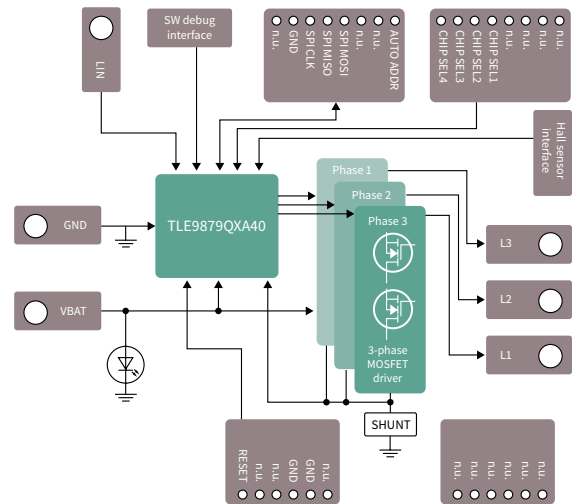 LIN
SW debug
interface
n.u.
GND
SPI CLK
SPI MISO
SPI MOSI
n.u.
n.u.
AUTO ADDR
CHIP SEL4
CHIP SEL3
CHIP SEL2
CHIP SEL1
n.u.
n.u.
n.u.
n.u.
Hall sensor
interface
TLE9879QXA40
Phase 1
Phase 2
Phase 3
GND
VBAT
L3
L2
L1
3-phase
MOSFET
driver
SHUNT
RESET
n.u.
n.u.
GND
GND
n.u.
n.u.
n.u.
n.u.
n.u.
n.u.
n.u.